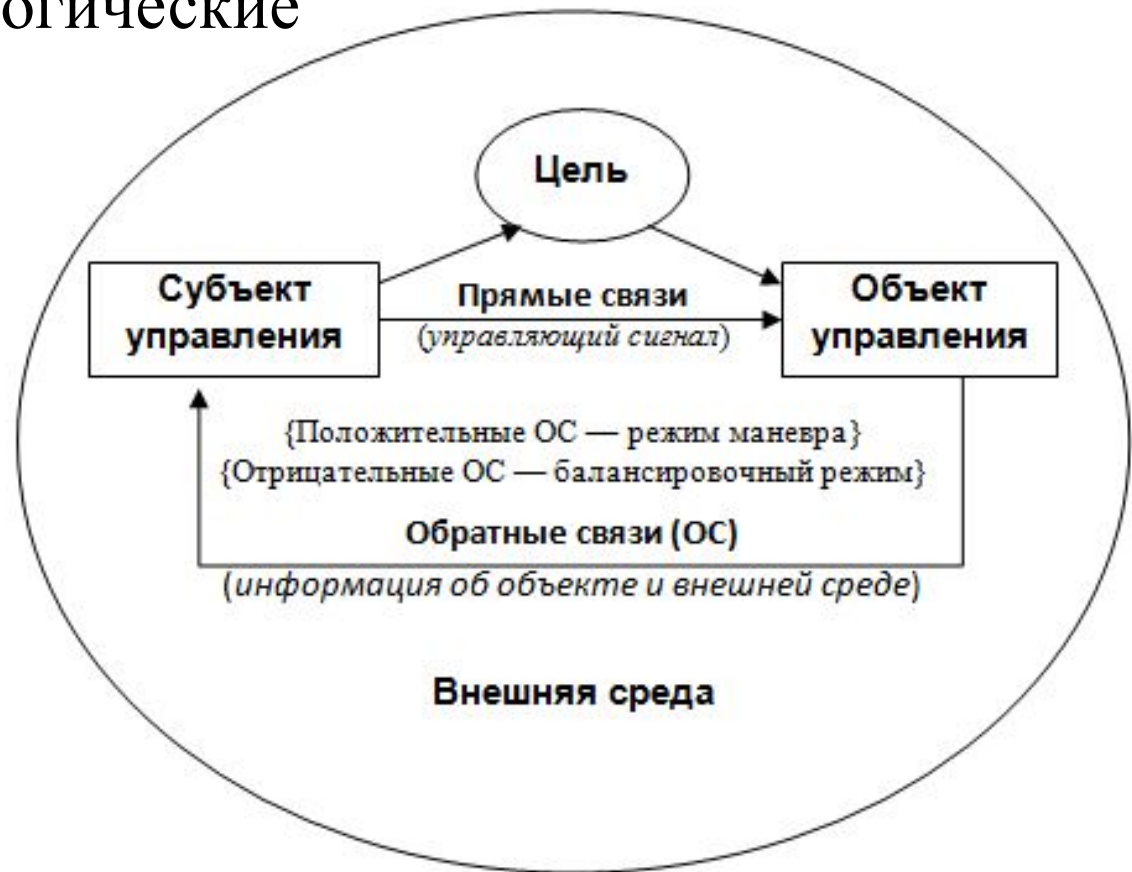 Цель
Субъект
управления
Прямые связи
(управляющий сигнал)
Объект
управления
{Положительные ОС — режим маневра}
{Отрицательные ОС — балансировочный режим}
Обратные связи (ОС)
(информация об объекте и внешней среде)
Внешняя среда